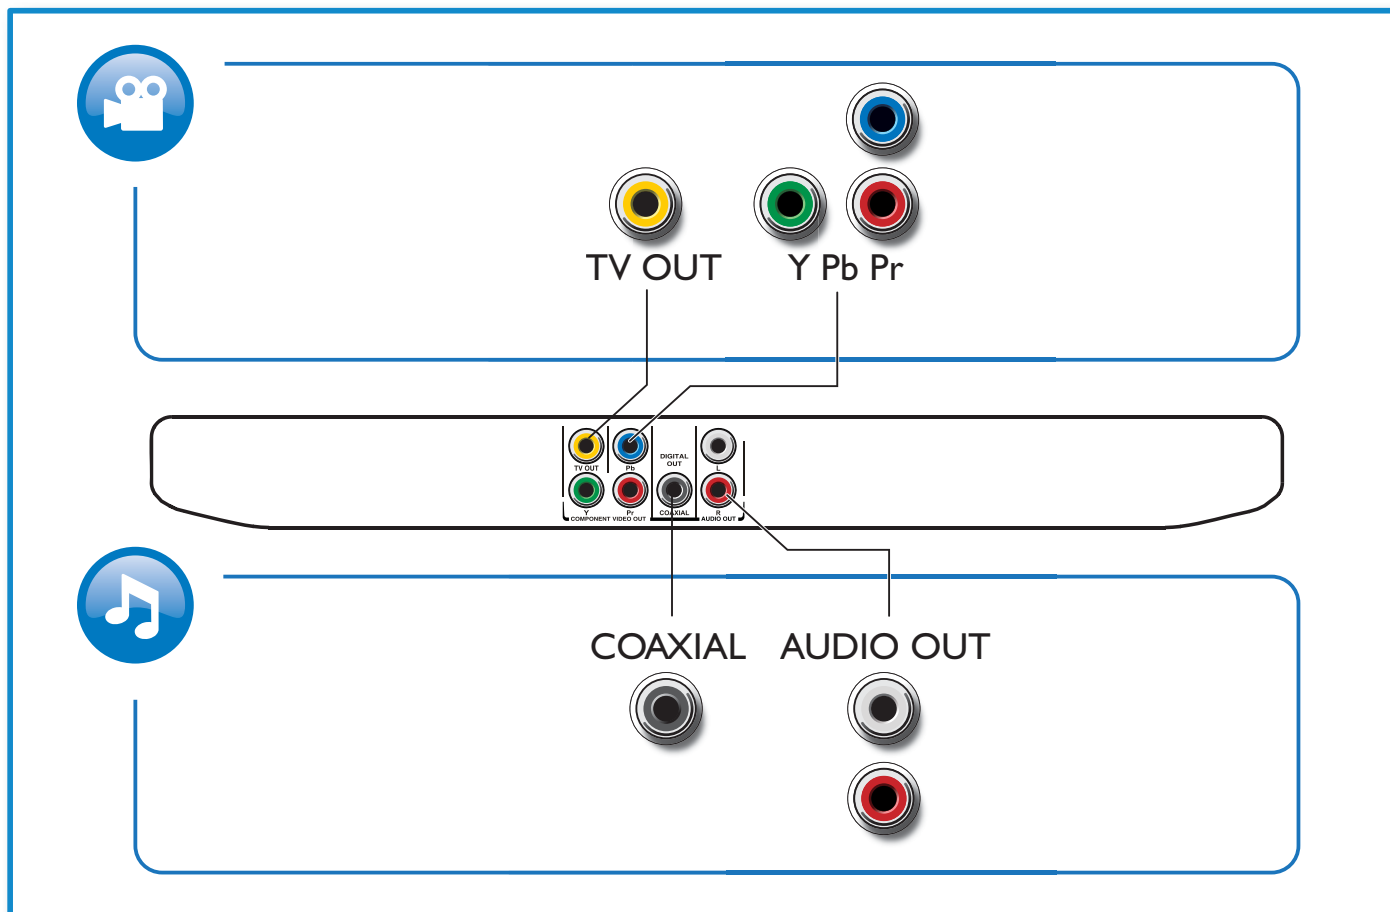 TV OUT
Y Pb Pr
TV OUT
Pb
DIGITAL
OUT
L
Y
Pr
COAXIAL
R
COMPONENT VIDEO OUT
AUDIO OUT
COAXIAL
AUDIO OUT